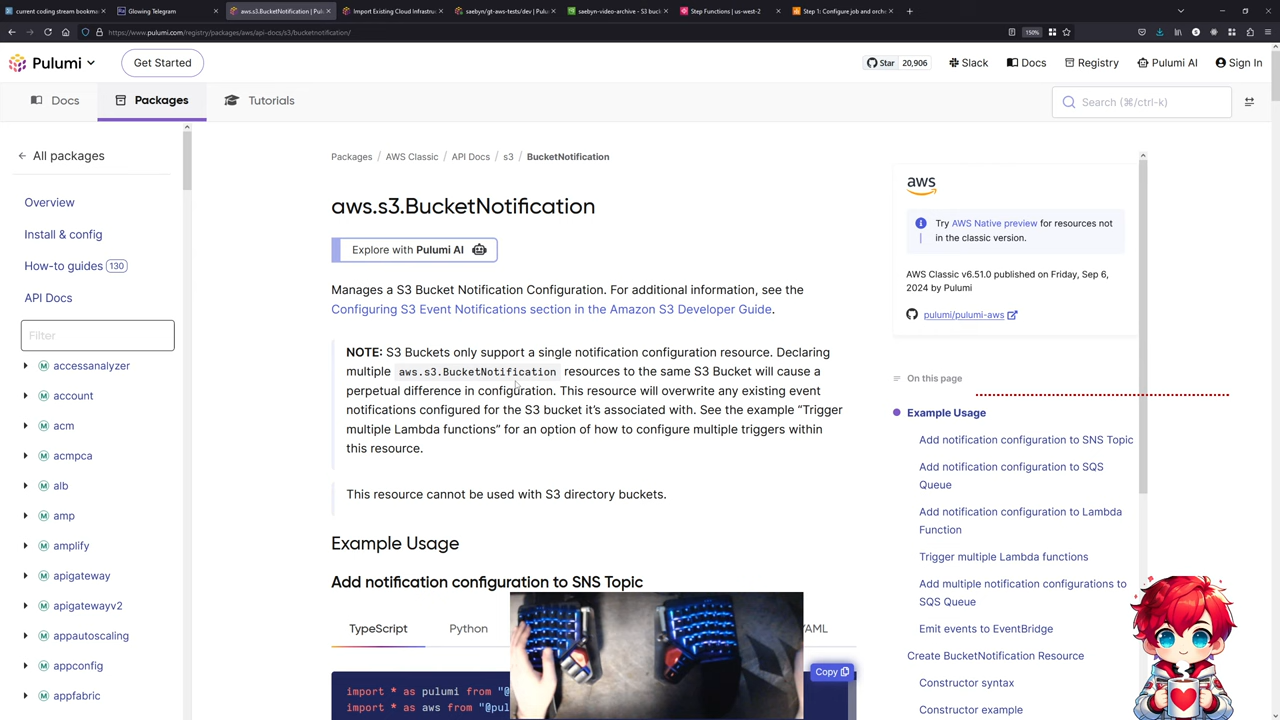 current coding stream bookmark
Glowing Telegram
aws.s3.BucketNotification | Pul
Import Existing Cloud Infrastruc
saebyn/gt-aws-tests/dev | Pulum
saebyn-video-archive - S3 bucket
Step Functions | us-west-2
Step 1: Configure job and orche
https://www.pulumi.com/registry/packages/aws/api-docs/s3/bucketnotification/
150%
Pulumi
Get Started
Star 20,906
Slack
Docs
Registry
Pulumi AI
Sign In
Docs
Packages
Tutorials
Search (⌘/ctrl-k)
All packages
Overview
Install & config
How-to guides 130
API Docs
Filter
accessanalyzer
account
acm
acmpca
alb
amp
amplify
apigateway
apigatewayv2
appautoscaling
appconfig
appfabric
Packages / AWS Classic / API Docs / s3 / BucketNotification
aws.s3.BucketNotification
Explore with Pulumi AI
Manages a S3 Bucket Notification Configuration. For additional information, see the
Configuring S3 Event Notifications section in the Amazon S3 Developer Guide.
NOTE: S3 Buckets only support a single notification configuration resource. Declaring
multiple aws.s3.BucketNotification resources to the same S3 Bucket will cause a
perpetual difference in configuration. This resource will overwrite any existing event
notifications configured for the S3 bucket it’s associated with. See the example “Trigger
multiple Lambda functions” for an option of how to configure multiple triggers within
this resource.
This resource cannot be used with S3 directory buckets.
Example Usage
Add notification configuration to SNS Topic
TypeScript
Python
YAML
Copy
import * as pulumi from "@
import * as aws from "@pul
aws
Try AWS Native preview for resources not
in the classic version.
AWS Classic v6.51.0 published on Friday, Sep 6,
2024 by Pulumi
pulumi/pulumi-aws
On this page
Example Usage
Add notification configuration to SNS Topic
Add notification configuration to SQS
Queue
Add notification configuration to Lambda
Function
Trigger multiple Lambda functions
Add multiple notification configurations to
SQS Queue
Emit events to EventBridge
Create BucketNotification Resource
Constructor syntax
Constructor example